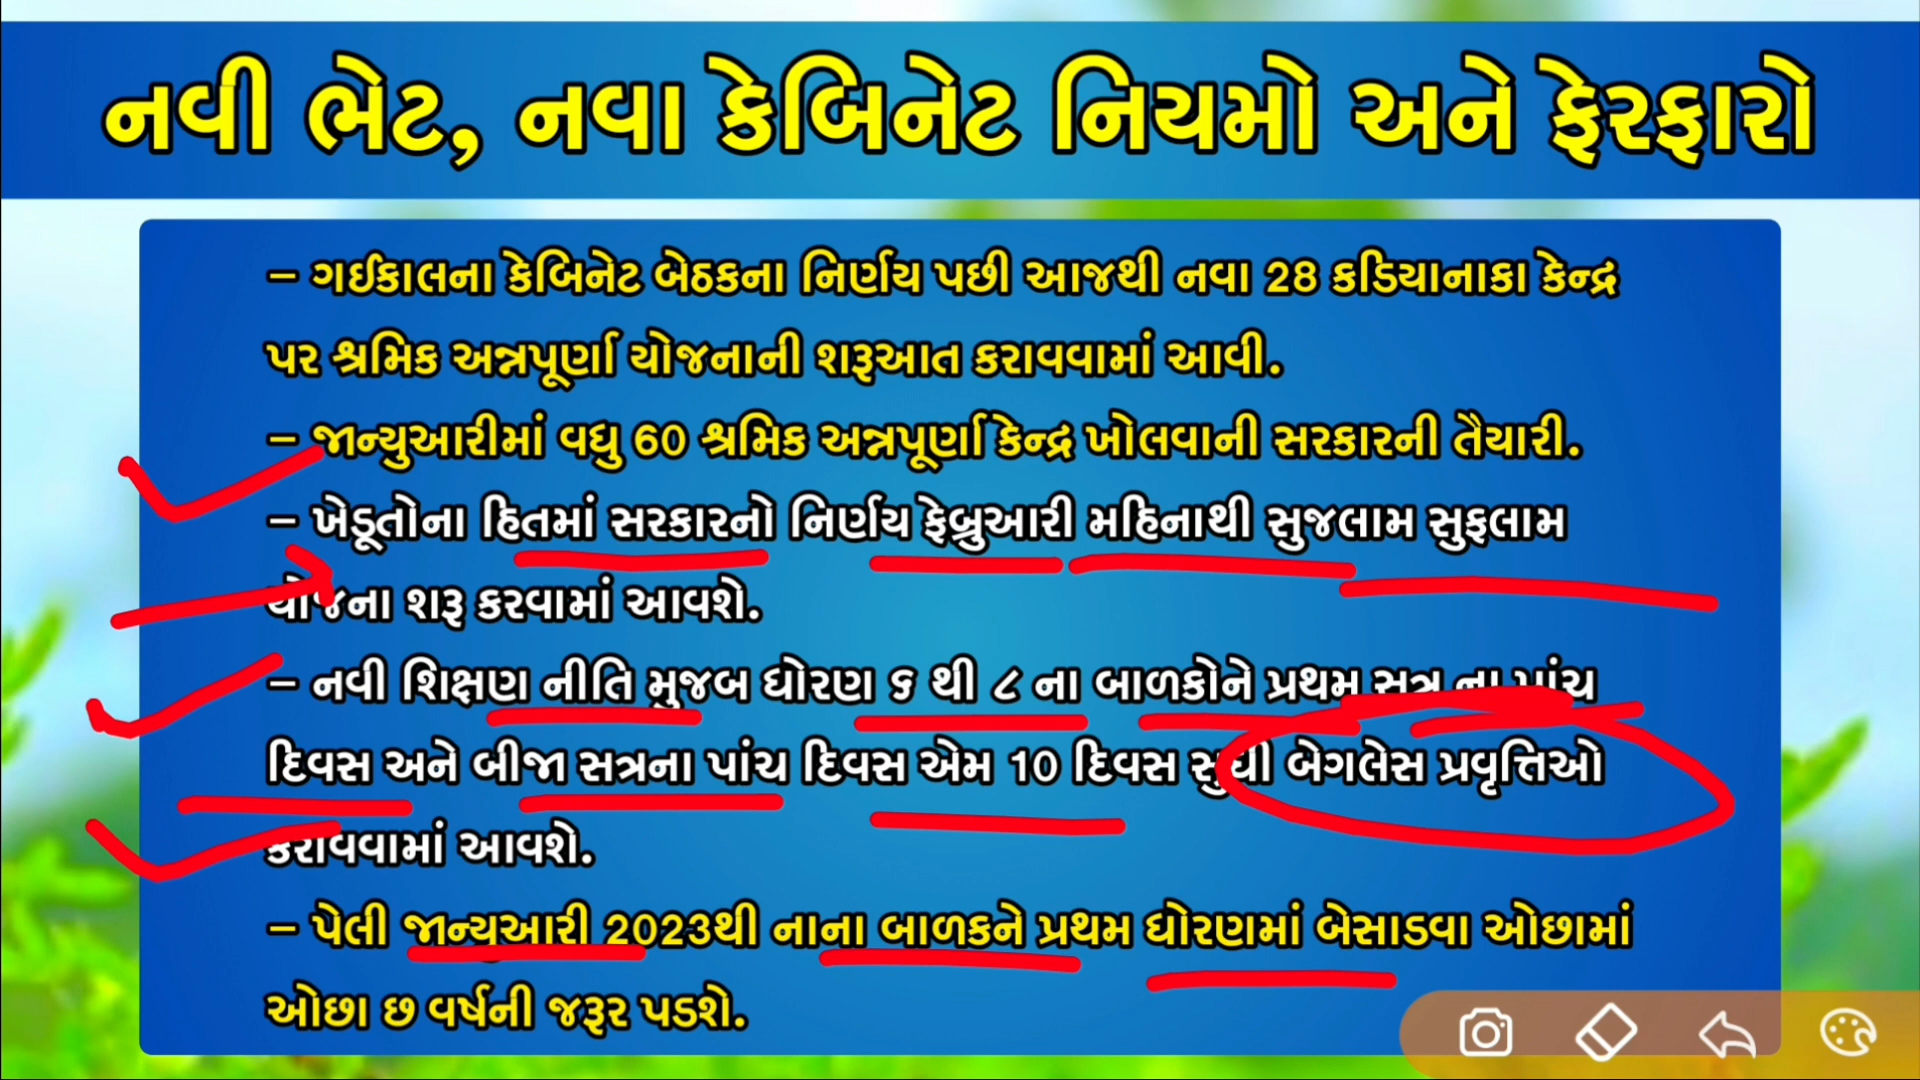 નવી ભેટ, નવા કેબિનેટ નિયમો અને ફેરફારો
– ગઈકાલના કેબિનેટ બેઠકના નિર્ણય પછી આજથી નવા 28 કડિયાનાકા કેન્દ્ર
પર શ્રમિક અન્નપૂર્ણા યોજનાની શરૂઆત કરાવવામાં આવી.
– જાન્યુઆરીમાં વધુ 60 શ્રમિક અન્નપૂર્ણા કેન્દ્ર ખોલવાની સરકારની તૈયારી.
– ખેડૂતોના હિતમાં સરકારનો નિર્ણય ફેબ્રુઆરી મહિનાથી સુજલામ સુફલામ
યોજના શરૂ કરવામાં આવશે.
– નવી શિક્ષણ નીતિ મુજબ ધોરણ ૬ થી ૮ ના બાળકોને પ્રથમ સત્ર ના પાંચ
દિવસ અને બીજા સત્રના પાંચ દિવસ એમ 10 દિવસ સુધી બેગલેસ પ્રવૃત્તિઓ
કરાવવામાં આવશે.
– પેલી જાન્યુઆરી 2023થી નાના બાળકને પ્રથમ ધોરણમાં બેસાડવા ઓછામાં
ઓછા છ વર્ષની જરૂર પડશે.